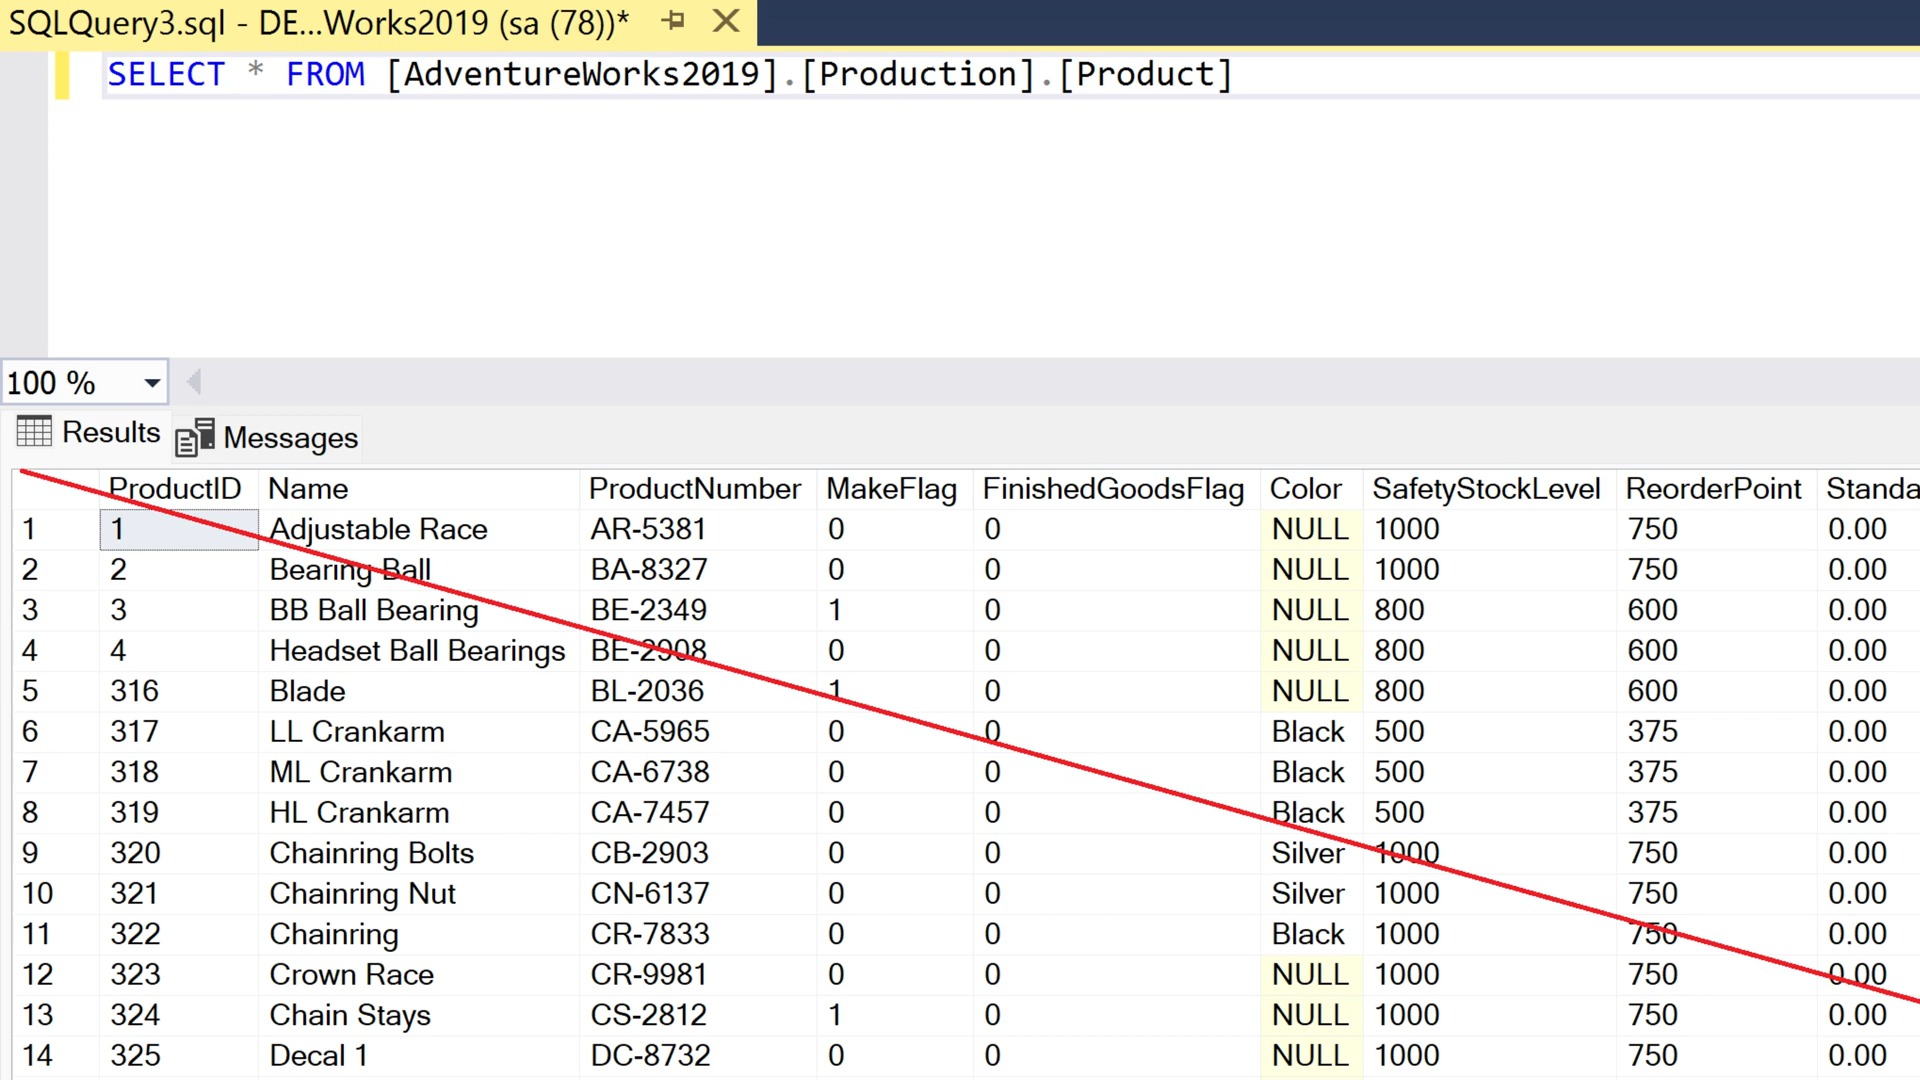 SQLQuery3.sql - DE...Works2019 (sa (78))*
SELECT * FROM [AdventureWorks2019].[Production].[Product]
100 %
Results Messages
ProductID Name ProductNumber MakeFlag FinishedGoodsFlag Color SafetyStockLevel ReorderPoint Standa
1 1 Adjustable Race AR-5381 0 0 NULL 1000 750 0.00
2 2 Bearing Ball BA-8327 0 0 NULL 1000 750 0.00
3 3 BB Ball Bearing BE-2349 1 0 NULL 800 600 0.00
4 4 Headset Ball Bearings BE-2908 0 0 NULL 800 600 0.00
5 316 Blade BL-2036 1 0 NULL 800 600 0.00
6 317 LL Crankarm CA-5965 0 0 Black 500 375 0.00
7 318 ML Crankarm CA-6738 0 0 Black 500 375 0.00
8 319 HL Crankarm CA-7457 0 0 Black 500 375 0.00
9 320 Chainring Bolts CB-2903 0 0 Silver 1000 750 0.00
10 321 Chainring Nut CN-6137 0 0 Silver 1000 750 0.00
11 322 Chainring CR-7833 0 0 Black 1000 750 0.00
12 323 Crown Race CR-9981 0 0 NULL 1000 750 0.00
13 324 Chain Stays CS-2812 1 0 NULL 1000 750 0.00
14 325 Decal 1 DC-8732 0 0 NULL 1000 750 0.00